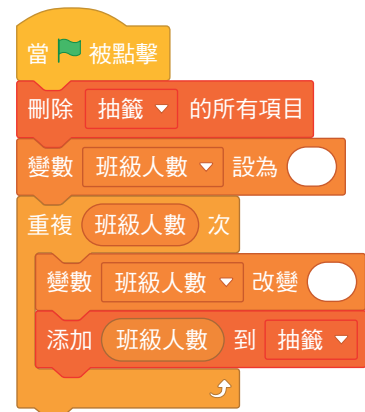 當 被點擊
刪除 抽籤 的所有項目
變數 班級人數 設為
重複 班級人數 次
變數 班級人數 改變
添加 班級人數 到 抽籤